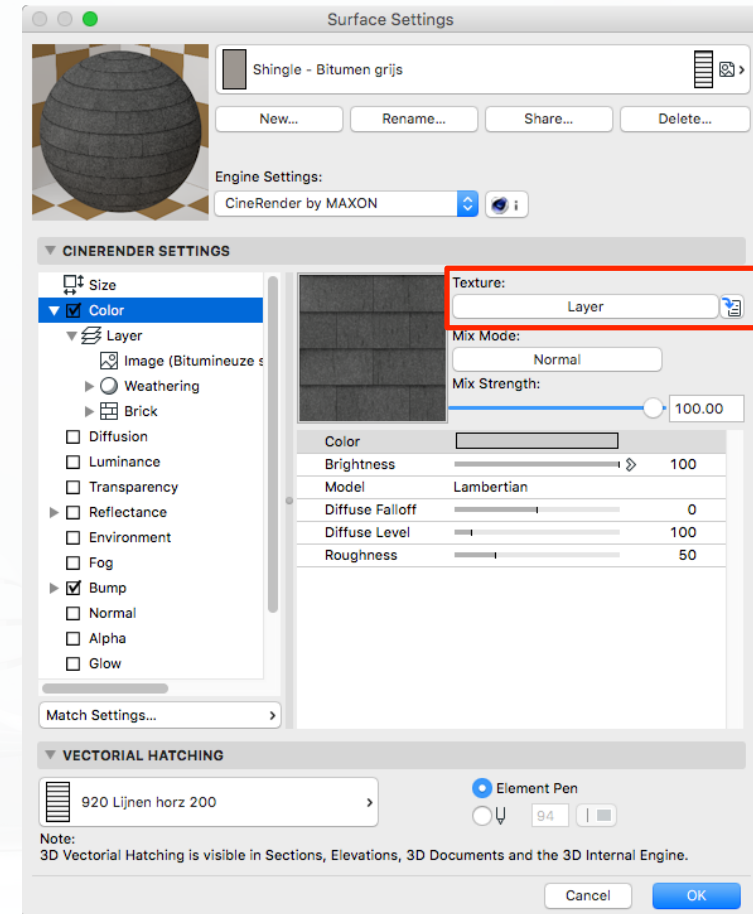 Surface Settings
Shingle - Bitumen grijs
New... Rename... Share... Delete...
Engine Settings:
CineRender by MAXON i
CINERENDER SETTINGS
Size
Color
Layer
Image (Bitumineuze s
Weathering
Brick
Diffusion
Luminance
Transparency
Reflectance
Environment
Fog
Bump
Normal
Alpha
Glow
Match Settings...
Texture:
Layer
Mix Mode:
Normal
Mix Strength:
100.00
Color
Brightness 100
Model Lambertian
Diffuse Falloff 0
Diffuse Level 100
Roughness 50
VECTORIAL HATCHING
920 Lijnen horz 200
Element Pen
94
Note:
3D Vectorial Hatching is visible in Sections, Elevations, 3D Documents and the 3D Internal Engine.
Cancel OK